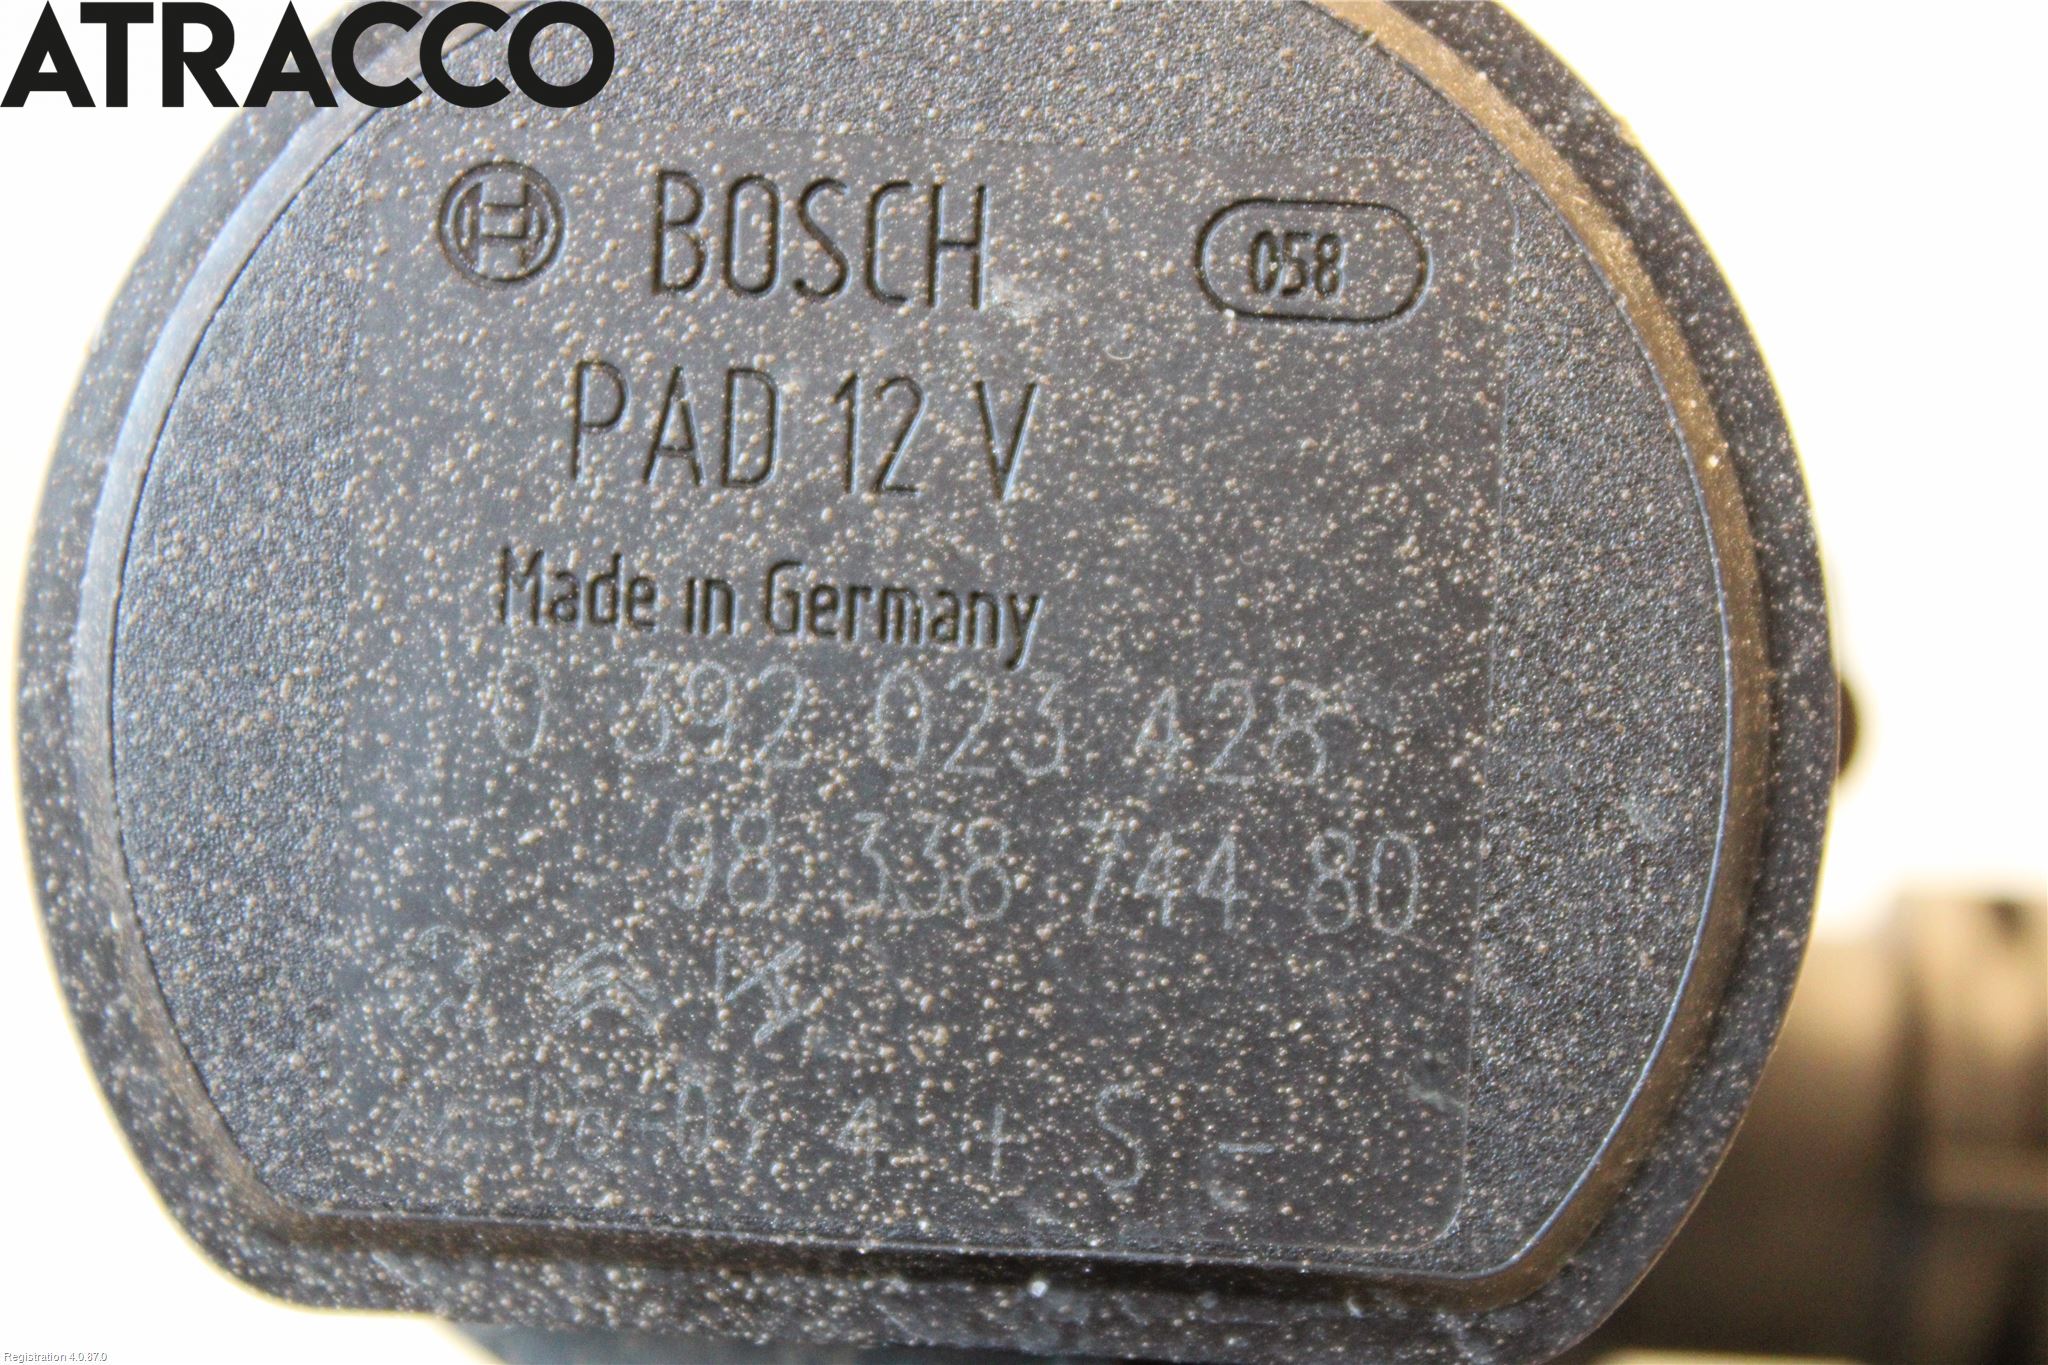 ATRACCO
BOSCH
058
PAD 12 V
Made in Germany
0 392 023 428
98 338 744 80
4 + S -
Registration 4.0.87.0